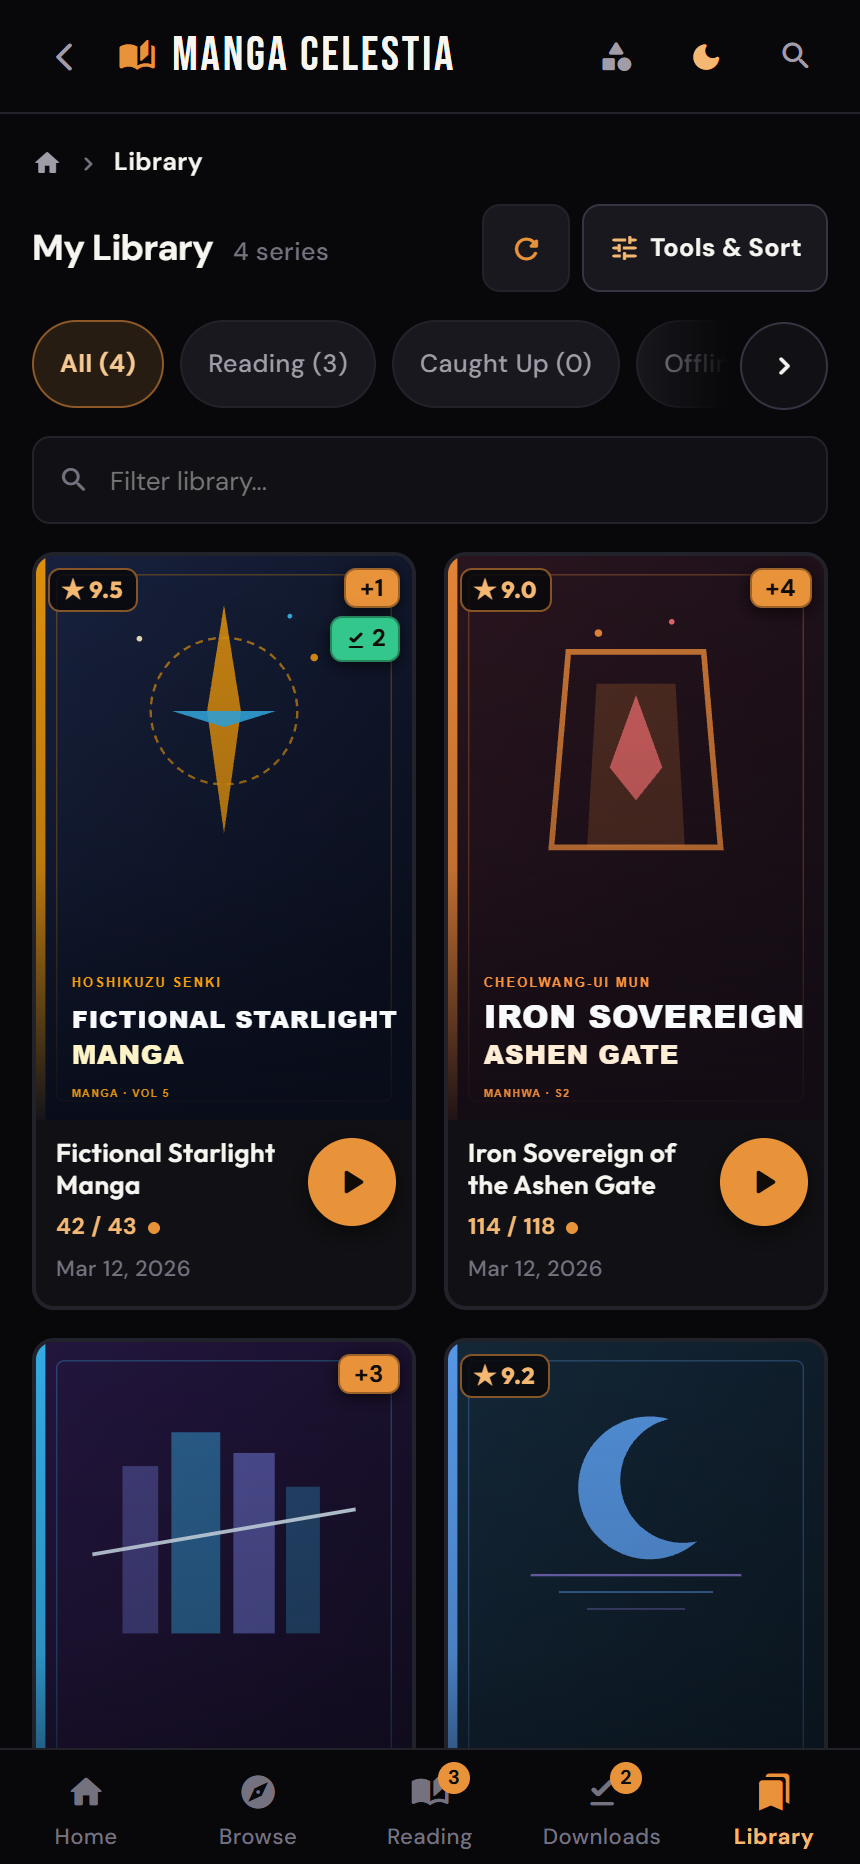 MANGA CELESTIA
Library
My Library 4 series
Tools & Sort
All (4) Reading (3) Caught Up (0)
Filter library...
★ 9.5 +1
2
HOSHIKUZU SENKI
FICTIONAL STARLIGHT
MANGA
MANGA · VOL 5
Fictional Starlight
Manga
42 / 43
Mar 12, 2026
★ 9.0 +4
CHEOLWANG-UI MUN
IRON SOVEREIGN
ASHEN GATE
MANHWA · S2
Iron Sovereign of
the Ashen Gate
114 / 118
Mar 12, 2026
+3
★ 9.2
Home
Browse
3
Reading
2
Downloads
Library